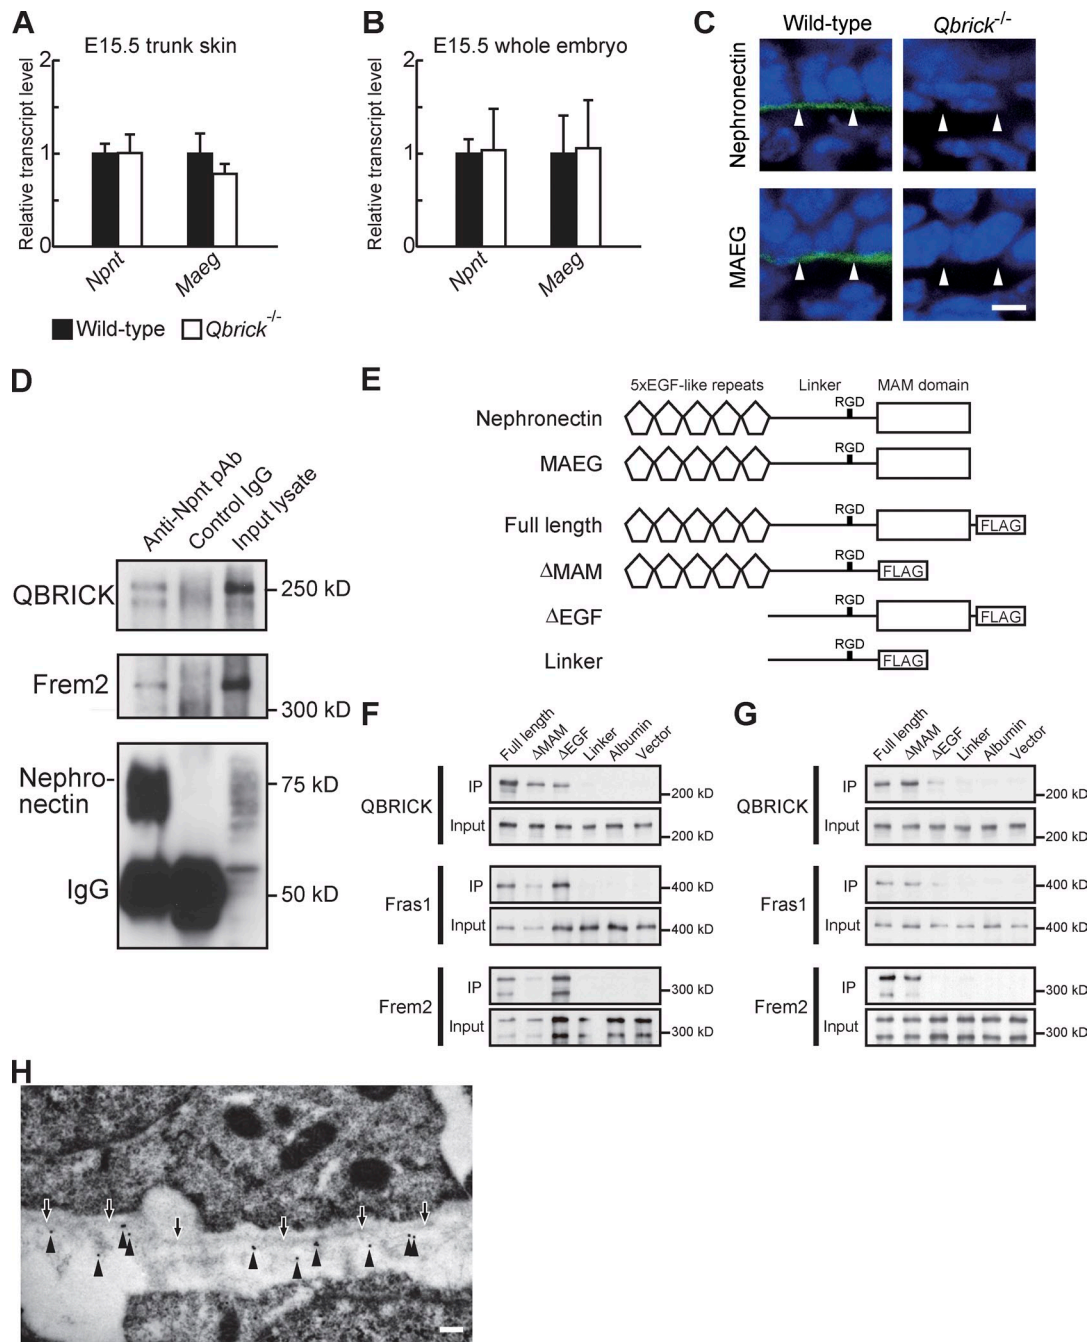 A
E15.5 trunk skin
Relative transcript level
2
1
0
Npnt
Maeg
B
E15.5 whole embryo
Relative transcript level
2
1
0
Npnt
Maeg
Wild-type
Qbrick-/-
C
Wild-type
Qbrick-/-
Nephronectin
MAEG
D
Anti-Npnt pAb
Control IgG
Input lysate
QBRICK
250 kD
Frem2
300 kD
Nephro-
nectin
75 kD
IgG
50 kD
E
5xEGF-like repeats
Linker
MAM domain
Nephronectin
RGD
MAEG
RGD
Full length
RGD
FLAG
ΔMAM
RGD
FLAG
ΔEGF
RGD
FLAG
Linker
RGD
FLAG
F
Full length
ΔMAM
ΔEGF
Linker
Albumin
Vector
QBRICK
IP
200 kD
Input
200 kD
Fras1
IP
400 kD
Input
400 kD
Frem2
IP
300 kD
Input
300 kD
G
Full length
ΔMAM
ΔEGF
Linker
Albumin
Vector
QBRICK
IP
200 kD
Input
200 kD
Fras1
IP
400 kD
Input
400 kD
Frem2
IP
300 kD
Input
300 kD
H